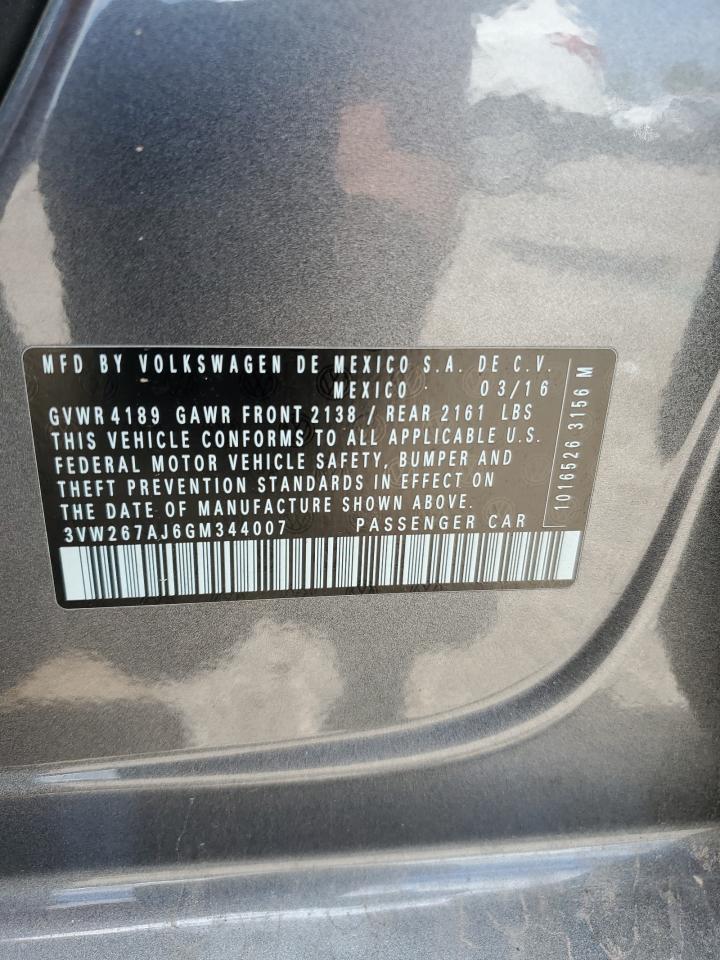 MFD BY VOLKSWAGEN DE MEXICO S.A. DE C.V.
MEXICO 03/16
GVWR 4189 GAWR FRONT 2138 / REAR 2161 LBS
THIS VEHICLE CONFORMS TO ALL APPLICABLE U.S.
FEDERAL MOTOR VEHICLE SAFETY, BUMPER AND
THEFT PREVENTION STANDARDS IN EFFECT ON
THE DATE OF MANUFACTURE SHOWN ABOVE.
3VW267AJ6GM344007 PASSENGER CAR
1016526 3156 M